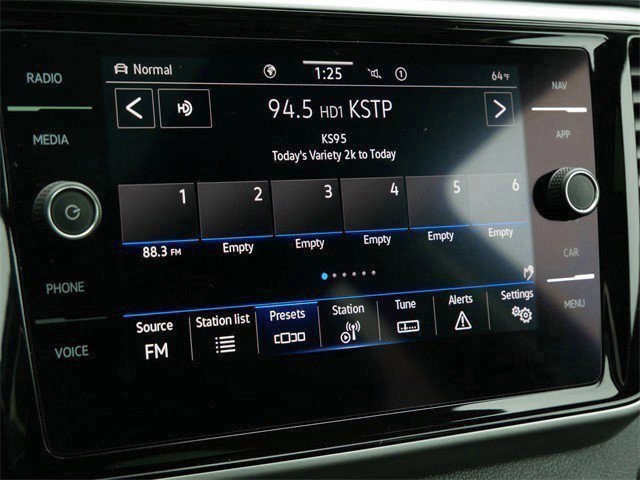 RADIO
MEDIA
PHONE
VOICE
Normal
1:25
1
64°F
94.5 HD1 KSTP
KS95
Today's Variety 2k to Today
1 2 3 4 5 6
88.3 FM Empty Empty Empty Empty Empty
Source Station list Presets Station Tune Alerts Settings
FM
NAV
APP
CAR
MENU